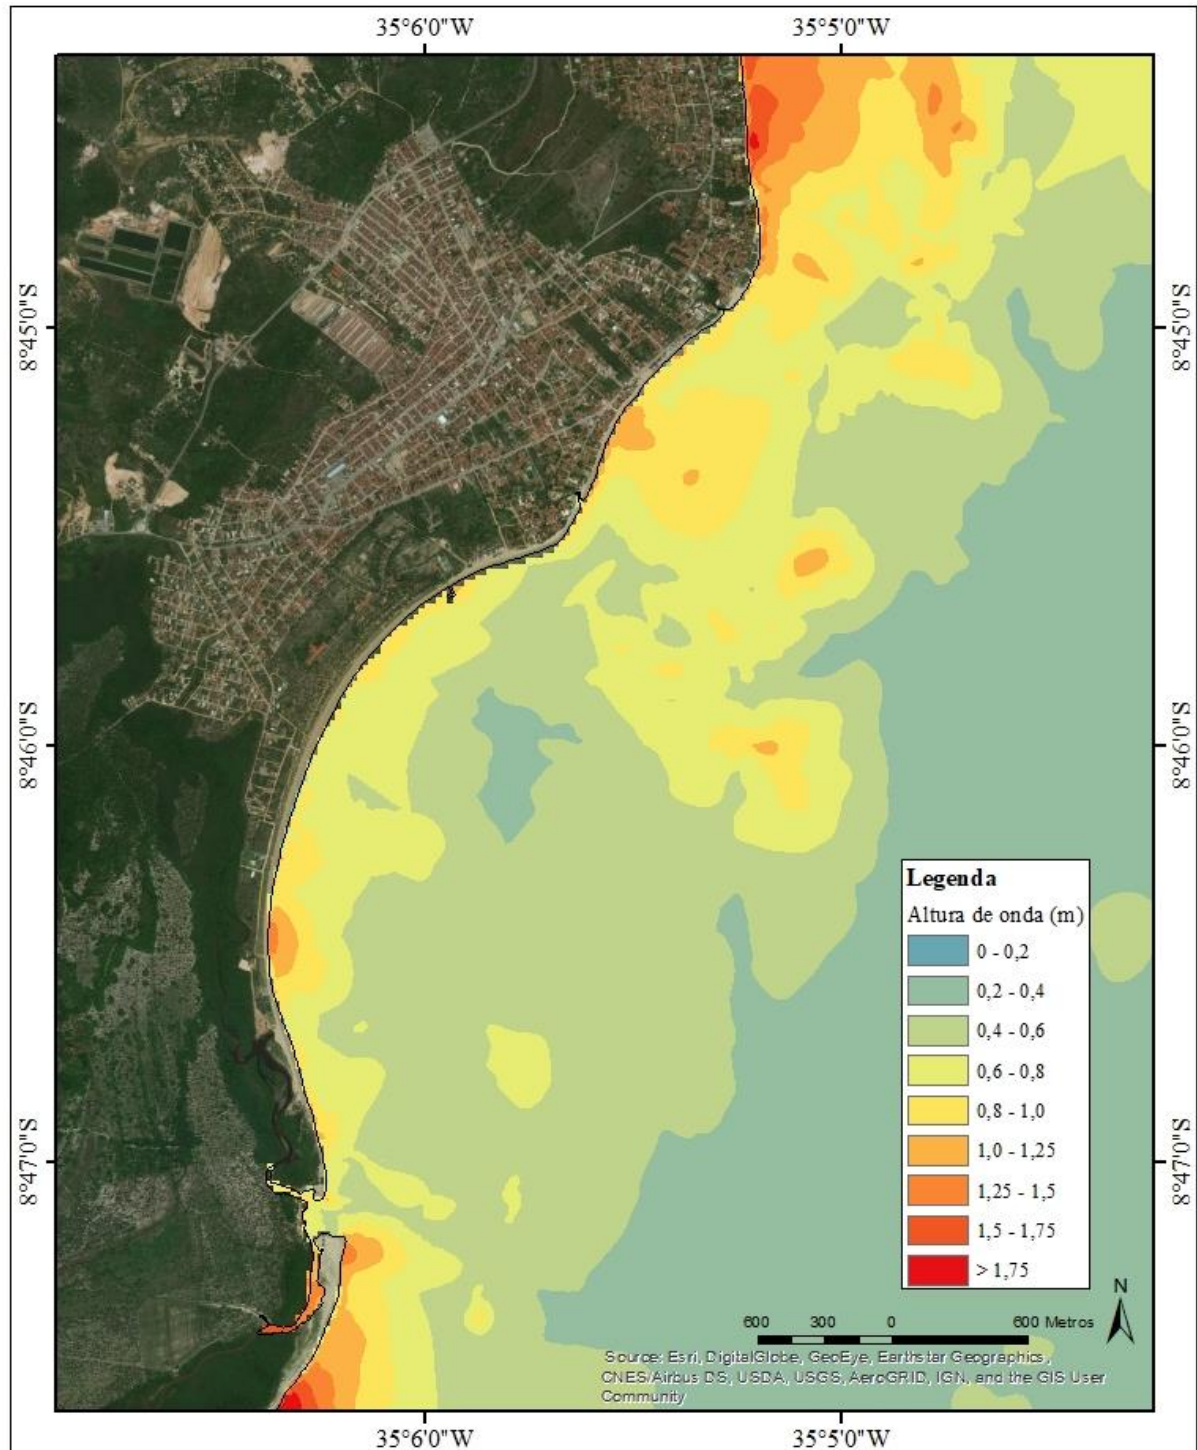 35°6'0"W 35°5'0"W
8°45'0"S 8°45'0"S
8°46'0"S 8°46'0"S
Legenda
Altura de onda (m)
0 - 0,2
0,2 - 0,4
0,4 - 0,6
0,6 - 0,8
0,8 - 1,0
1,0 - 1,25
1,25 - 1,5
1,5 - 1,75
> 1,75
8°47'0"S 8°47'0"S
N
600 300 0 600 Metros
Source: Esri, DigitalGlobe, GeoEye, Earthstar Geographics,
CNES/Airbus DS, USDA, USGS, AeroGRID, IGN, and the GIS User
Community
35°6'0"W 35°5'0"W